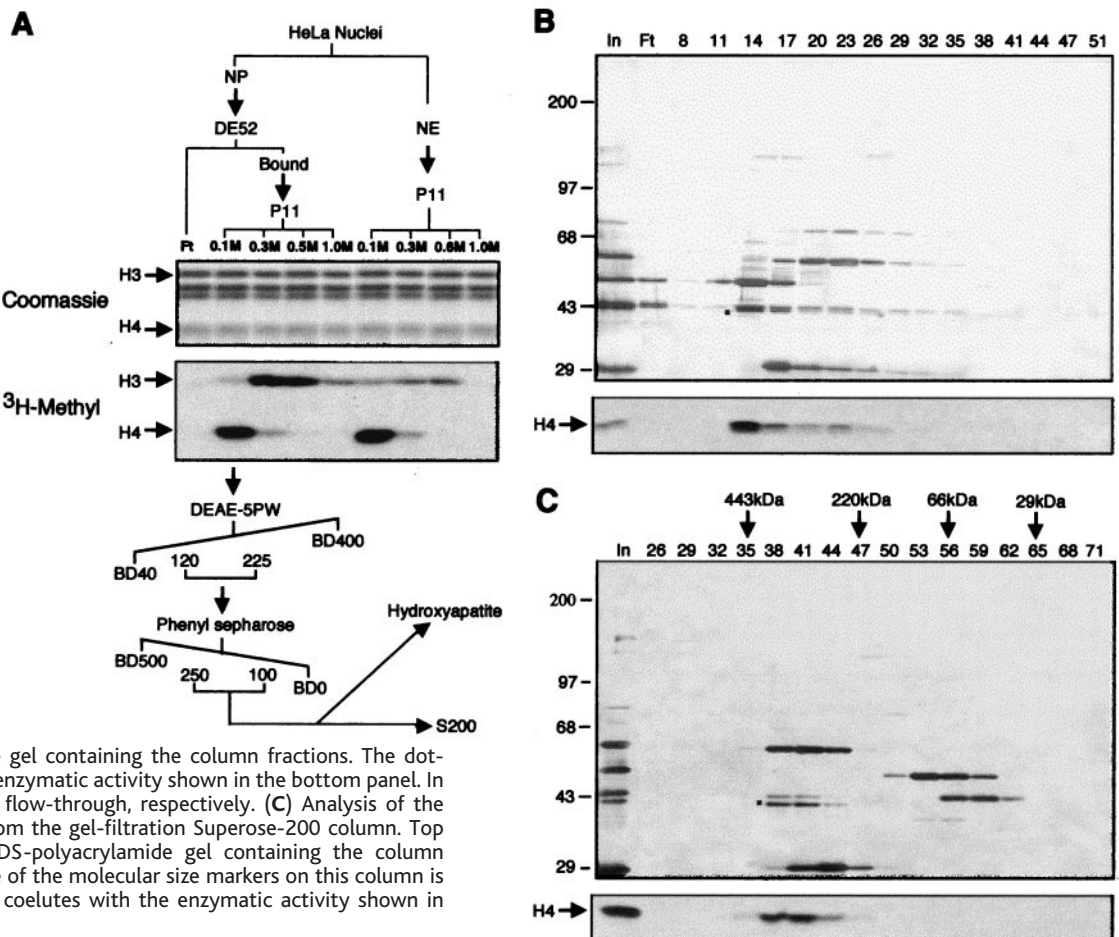 A
HeLa Nuclei
NP
DE52
NE
Bound
P11
P11
Ft 0.1M 0.3M 0.5M 1.0M 0.1M 0.3M 0.6M 1.0M
H3
Coomassie
H4
H3
³H-Methyl
H4
DEAE-5PW
BD40 120 225 BD400
Phenyl sepharose
Hydroxyapatite
BD500 250 100 BD0
S200
gel containing the column fractions. The dot-
enzymatic activity shown in the bottom panel. In
flow-through, respectively. (C) Analysis of the
om the gel-filtration Superose-200 column. Top
DS-polyacrylamide gel containing the column
e of the molecular size markers on this column is
coelutes with the enzymatic activity shown in
B
In Ft 8 11 14 17 20 23 26 29 32 35 38 41 44 47 51
200
97
68
43
29
H4
C
443kDa 220kDa 66kDa 29kDa
In 26 29 32 35 38 41 44 47 50 53 56 59 62 65 68 71
200
97
68
43
29
H4